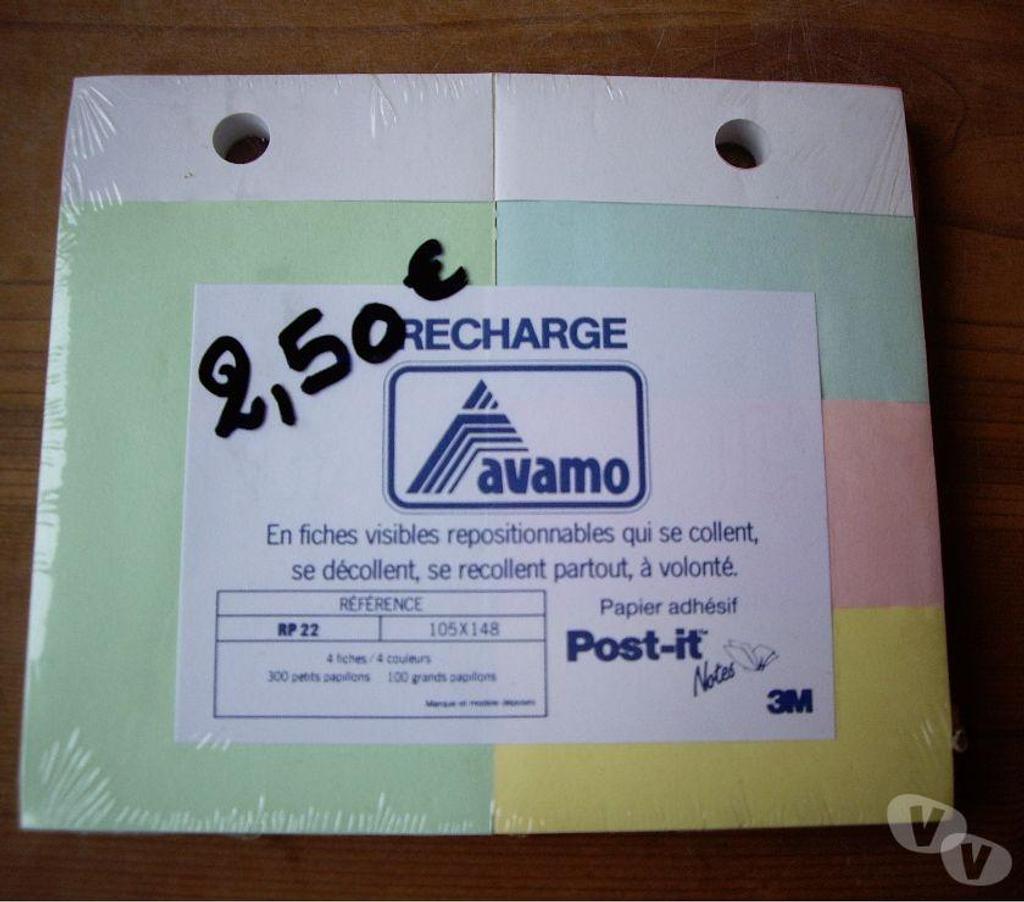 2,50€
RECHARGE
avamo
En fiches visibles repositionnables qui se collent,
se décollent, se recollent partout, à volonté.
RÉFÉRENCE
RP 22 105X148
4 fiches / 4 couleurs
300 petits papillons 100 grands papillons
Marque et modèle déposés
Papier adhésif
Post-it™
Notes
3M
V
V